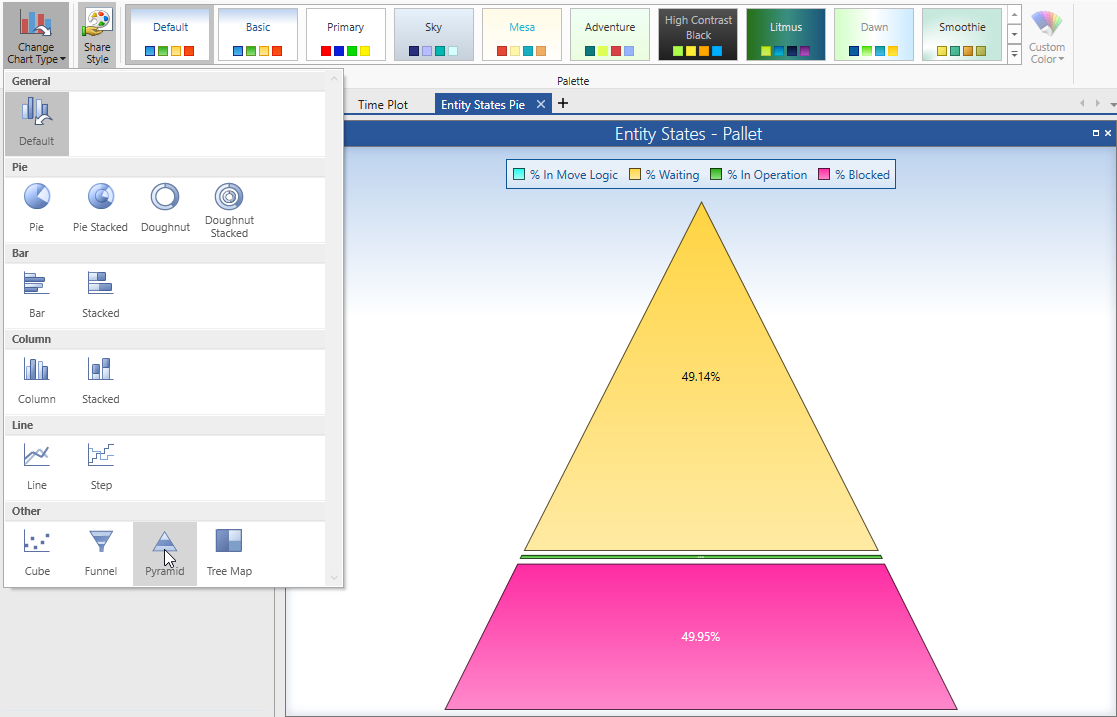 Change
Chart Type
Share
Style
Default
Basic
Primary
Sky
Mesa
Adventure
High Contrast
Black
Litmus
Dawn
Smoothie
Custom
Color
Palette
General
Default
Pie
Pie
Pie Stacked
Doughnut
Doughnut
Stacked
Bar
Bar
Stacked
Column
Column
Stacked
Line
Line
Step
Other
Cube
Funnel
Pyramid
Tree Map
Time Plot
Entity States Pie
Entity States - Pallet
% In Move Logic
% Waiting
% In Operation
% Blocked
49.14%
49.95%